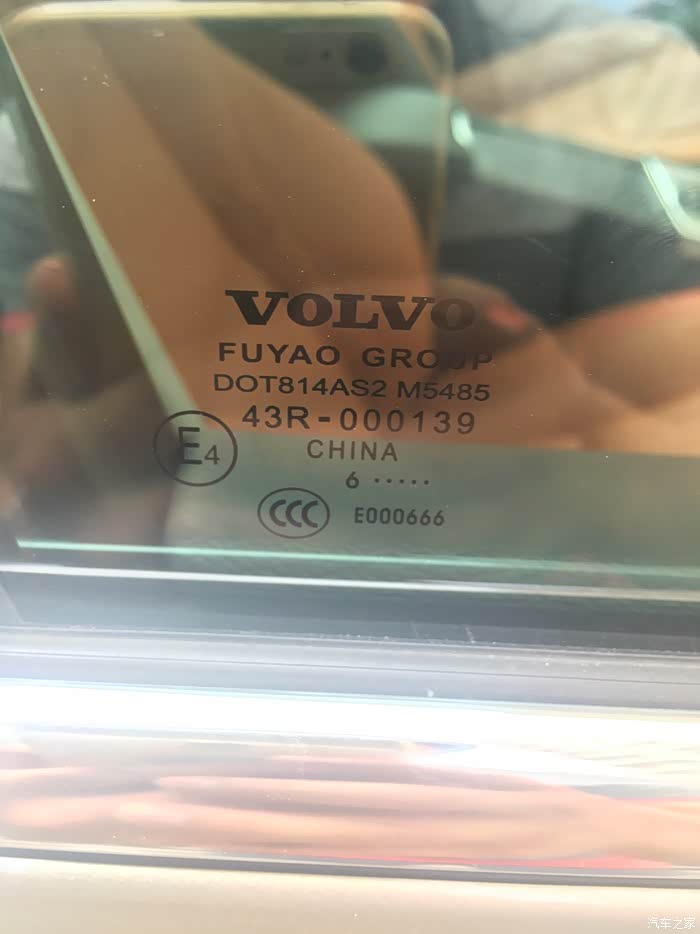 VOLVO
FUYAO GROUP
DOT814AS2 M5485
43R-000139
E4
CHINA
6 ·····
CCC E000666
汽车之家